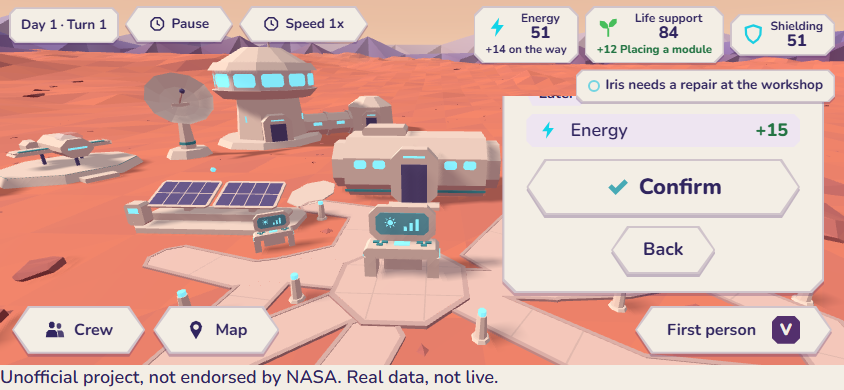 Day 1 · Turn 1
Pause
Speed 1x
Energy
51
+14 on the way
Life support
84
+12 Placing a module
Shielding
51
Iris needs a repair at the workshop
Later
Energy
+15
Confirm
Back
Crew
Map
First person
V
Unofficial project, not endorsed by NASA. Real data, not live.